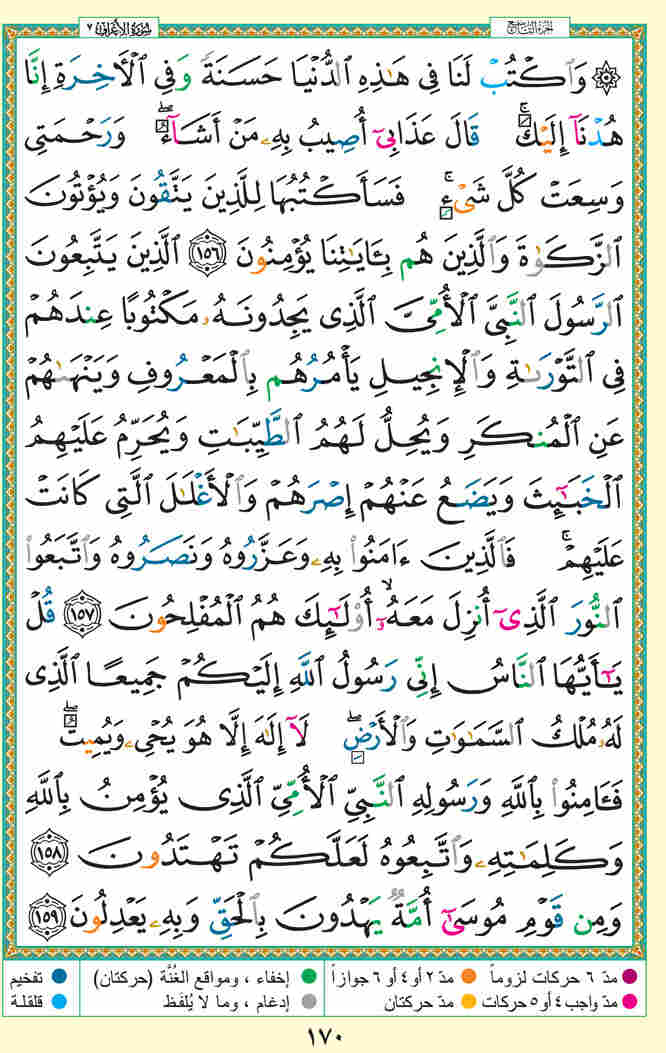 سورة الأعراف ٧
الجزء التاسع
۞ وَٱكْتُبْ لَنَا فِى هَٰذِهِ ٱلدُّنْيَا حَسَنَةً وَفِى ٱلْأَخِرَةِ إِنَّا
هُدْنَآ إِلَيْكَ ۚ قَالَ عَذَابِىٓ أُصِيبُ بِهِۦ مَنْ أَشَآءُ ۖ وَرَحْمَتِى
وَسِعَتْ كُلَّ شَىْءٍ ۚ فَسَأَكْتُبُهَا لِلَّذِينَ يَتَّقُونَ وَيُؤْتُونَ
ٱلزَّكَوٰةَ وَٱلَّذِينَ هُم بِـَٔايَٰتِنَا يُؤْمِنُونَ ١٥٦ ٱلَّذِينَ يَتَّبِعُونَ
ٱلرَّسُولَ ٱلنَّبِىَّ ٱلْأُمِّىَّ ٱلَّذِى يَجِدُونَهُۥ مَكْتُوبًا عِندَهُمْ
فِى ٱلتَّوْرَىٰةِ وَٱلْإِنجِيلِ يَأْمُرُهُم بِٱلْمَعْرُوفِ وَيَنْهَىٰهُمْ
عَنِ ٱلْمُنكَرِ وَيُحِلُّ لَهُمُ ٱلطَّيِّبَٰتِ وَيُحَرِّمُ عَلَيْهِمُ
ٱلْخَبَٰٓئِثَ وَيَضَعُ عَنْهُمْ إِصْرَهُمْ وَٱلْأَغْلَٰلَ ٱلَّتِى كَانَتْ
عَلَيْهِمْ ۚ فَٱلَّذِينَ ءَامَنُوا۟ بِهِۦ وَعَزَّرُوهُ وَنَصَرُوهُ وَٱتَّبَعُوا۟
ٱلنُّورَ ٱلَّذِىٓ أُنزِلَ مَعَهُۥٓ ۙ أُو۟لَٰٓئِكَ هُمُ ٱلْمُفْلِحُونَ ١٥٧ قُلْ
يَٰٓأَيُّهَا ٱلنَّاسُ إِنِّى رَسُولُ ٱللَّهِ إِلَيْكُمْ جَمِيعًا ٱلَّذِى
لَهُۥ مُلْكُ ٱلسَّمَٰوَٰتِ وَٱلْأَرْضِ ۖ لَآ إِلَٰهَ إِلَّا هُوَ يُحْىِۦ وَيُمِيتُ ۖ
فَـَٔامِنُوا۟ بِٱللَّهِ وَرَسُولِهِ ٱلنَّبِىِّ ٱلْأُمِّىِّ ٱلَّذِى يُؤْمِنُ بِٱللَّهِ
وَكَلِمَٰتِهِۦ وَٱتَّبِعُوهُ لَعَلَّكُمْ تَهْتَدُونَ ١٥٨
وَمِن قَوْمِ مُوسَىٰٓ أُمَّةٌ يَهْدُونَ بِٱلْحَقِّ وَبِهِۦ يَعْدِلُونَ ١٥٩
مدّ ٦ حركات لزوماً مدّ ٢ أو ٤ أو ٦ جوازاً إخفاء ، ومواقع الغُنَّة (حركتان) تفخيم
مدّ واجب ٤ أو ٥ حركات مدّ حركتان إدغام ، وما لا يُلفَظ قلقلة
١٧٠